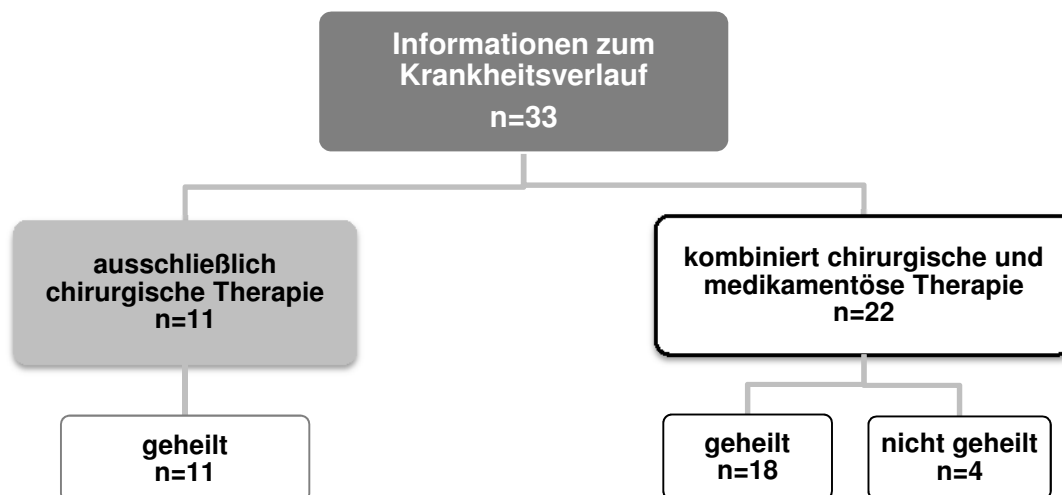 Informationen zum
Krankheitsverlauf
n=33
ausschließlich
chirurgische Therapie
n=11
kombiniert chirurgische und
medikamentöse Therapie
n=22
geheilt
n=11
geheilt
n=18
nicht geheilt
n=4